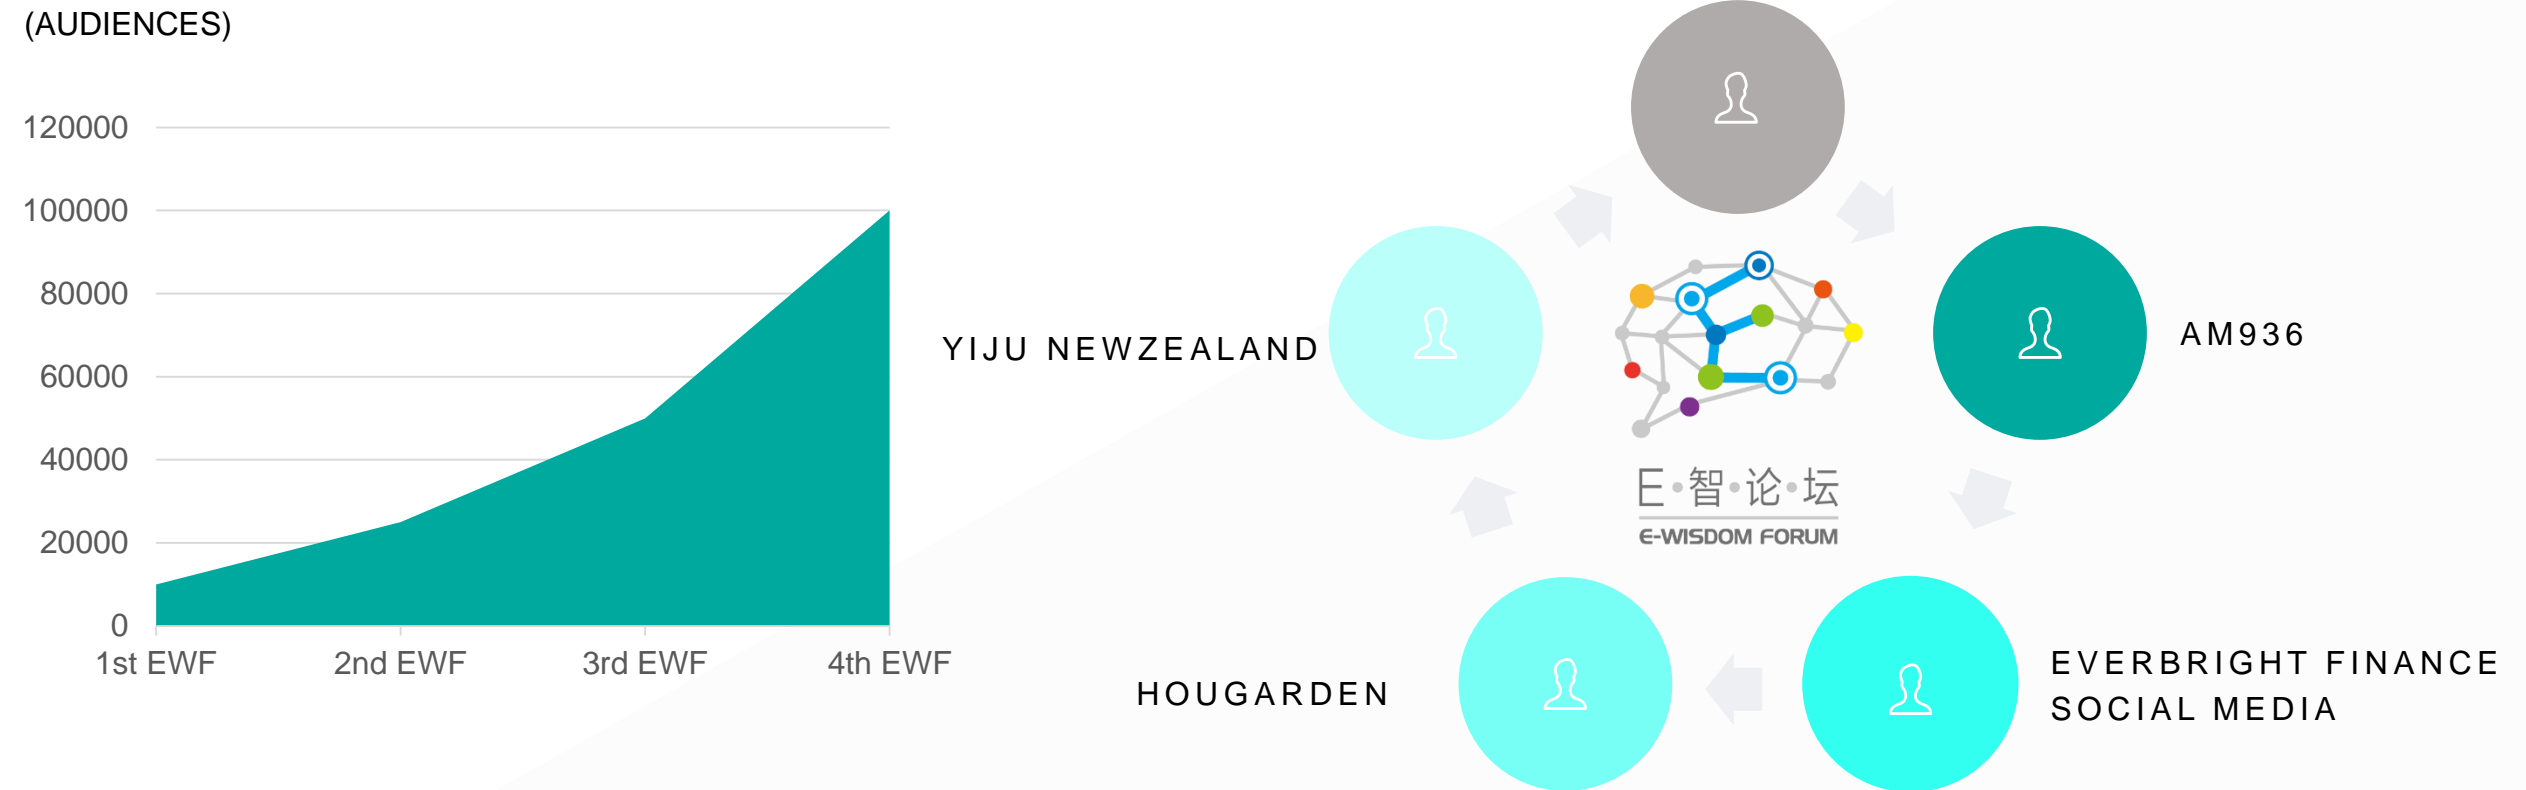 (AUDIENCES)
120000
100000
80000
60000
40000
20000
0
1st EWF 2nd EWF 3rd EWF 4th EWF
YIJU NEWZEALAND
AM936
E·智·论·坛
E-WISDOM FORUM
HOUGARDEN
EVERBRIGHT FINANCE
SOCIAL MEDIA